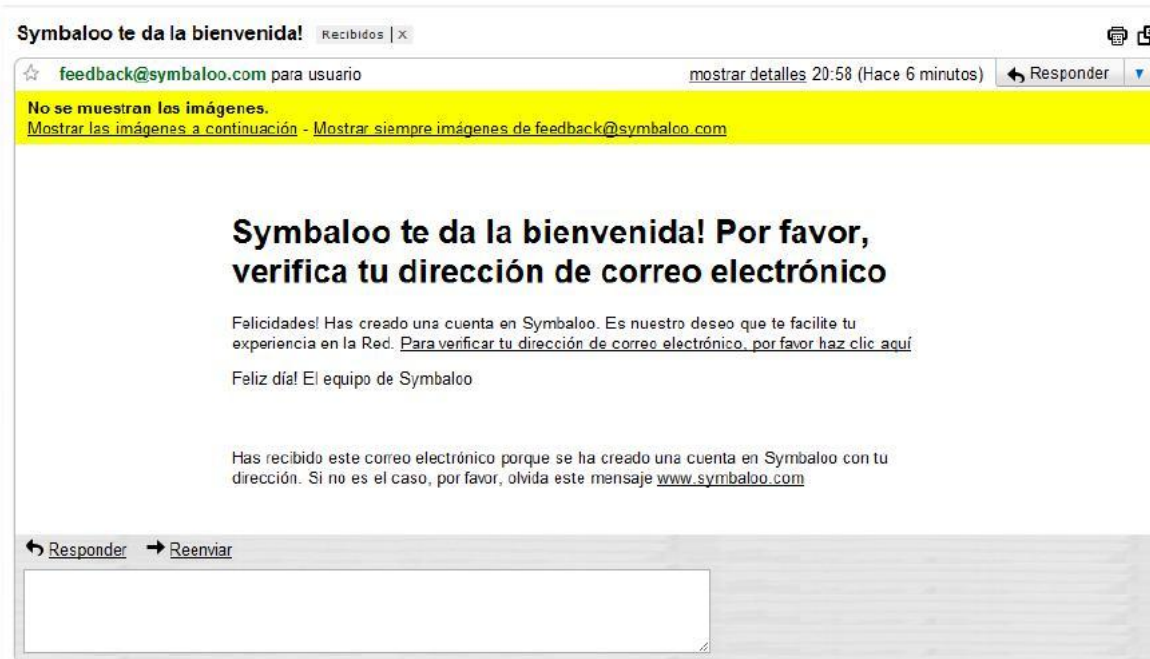 Symbaloo te da la bienvenida! Recibidos | X
feedback@symbaloo.com para usuario mostrar detalles 20:58 (Hace 6 minutos) Responder
No se muestran las imágenes.
Mostrar las imágenes a continuación - Mostrar siempre imágenes de feedback@symbaloo.com
Symbaloo te da la bienvenida! Por favor,
verifica tu dirección de correo electrónico
Felicidades! Has creado una cuenta en Symbaloo. Es nuestro deseo que te facilite tu
experiencia en la Red. Para verificar tu dirección de correo electrónico, por favor haz clic aquí
Feliz día! El equipo de Symbaloo
Has recibido este correo electrónico porque se ha creado una cuenta en Symbaloo con tu
dirección. Si no es el caso, por favor, olvida este mensaje www.symbaloo.com
Responder Reenviar